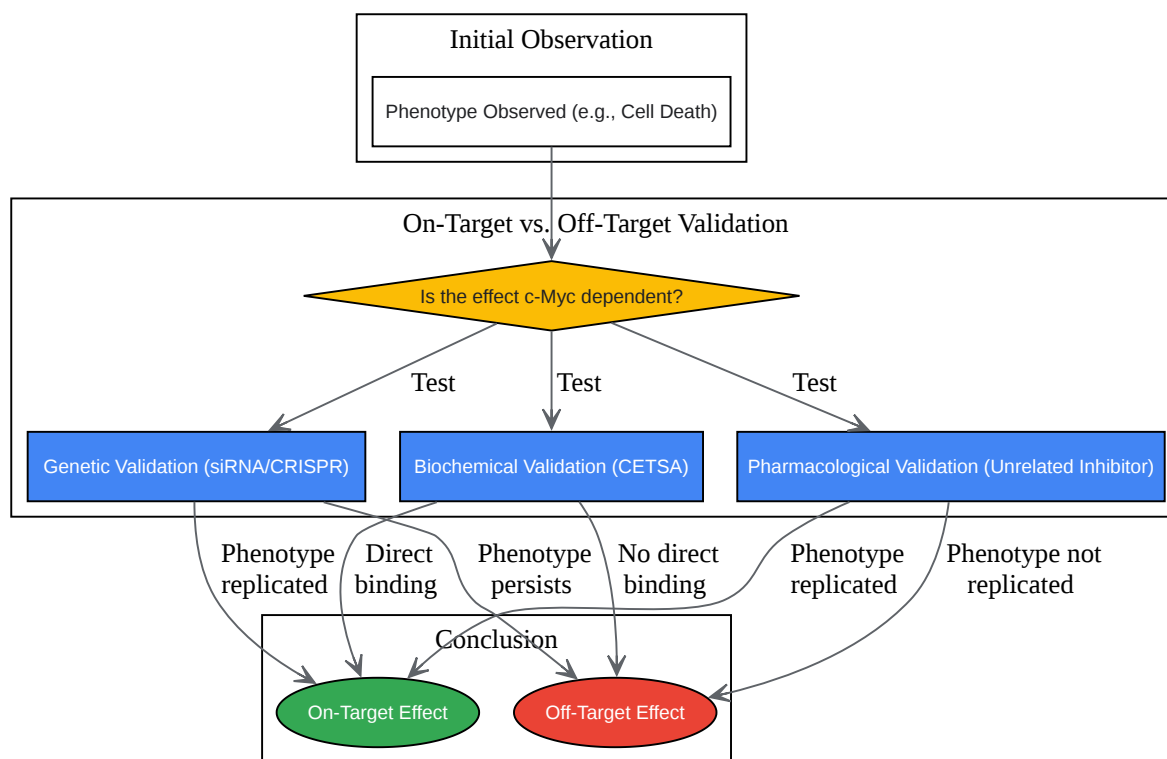 Initial Observation
Phenotype Observed (e.g., Cell Death)
On-Target vs. Off-Target Validation
Is the effect c-Myc dependent?
Test
Test
Test
Genetic Validation (siRNA/CRISPR)
Biochemical Validation (CETSA)
Pharmacological Validation (Unrelated Inhibitor)
Phenotype
replicated
Direct
binding
Phenotype
persists
No direct
binding
Phenotype
replicated
Phenotype not
replicated
Conclusion
On-Target Effect
Off-Target Effect